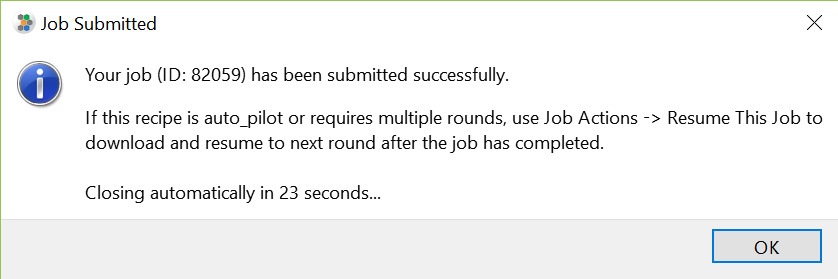 Job Submitted
Your job (ID: 82059) has been submitted successfully.
If this recipe is auto_pilot or requires multiple rounds, use Job Actions -> Resume This Job to
download and resume to next round after the job has completed.
Closing automatically in 23 seconds...
OK